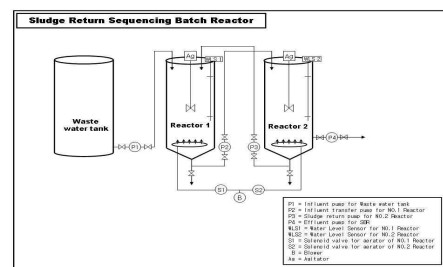 Sludge Return Sequencing Batch Reactor
Ag
WLS1
Ag
WLS2
Waste
water tank
Reactor 1
Reactor 2
P1
P2
P3
P4
S1
S2
B
P1 = Influent pump for Waste water tank
P2 = Influent transfer pump for NO.1 Reactor
P3 = Sludge return pump for NO.2 Reactor
P4 = Effluent pump for SBR
WLS1 = Water Level Sensor for NO.1 Reactor
WLS2 = Water Level Sensor for NO.2 Reactor
S1 = Solenoid valve for aerator of NO.1 Reactor
S2 = Solenoid valve for aerator of NO.2 Reactor
B = Blower
Ag = Agitator